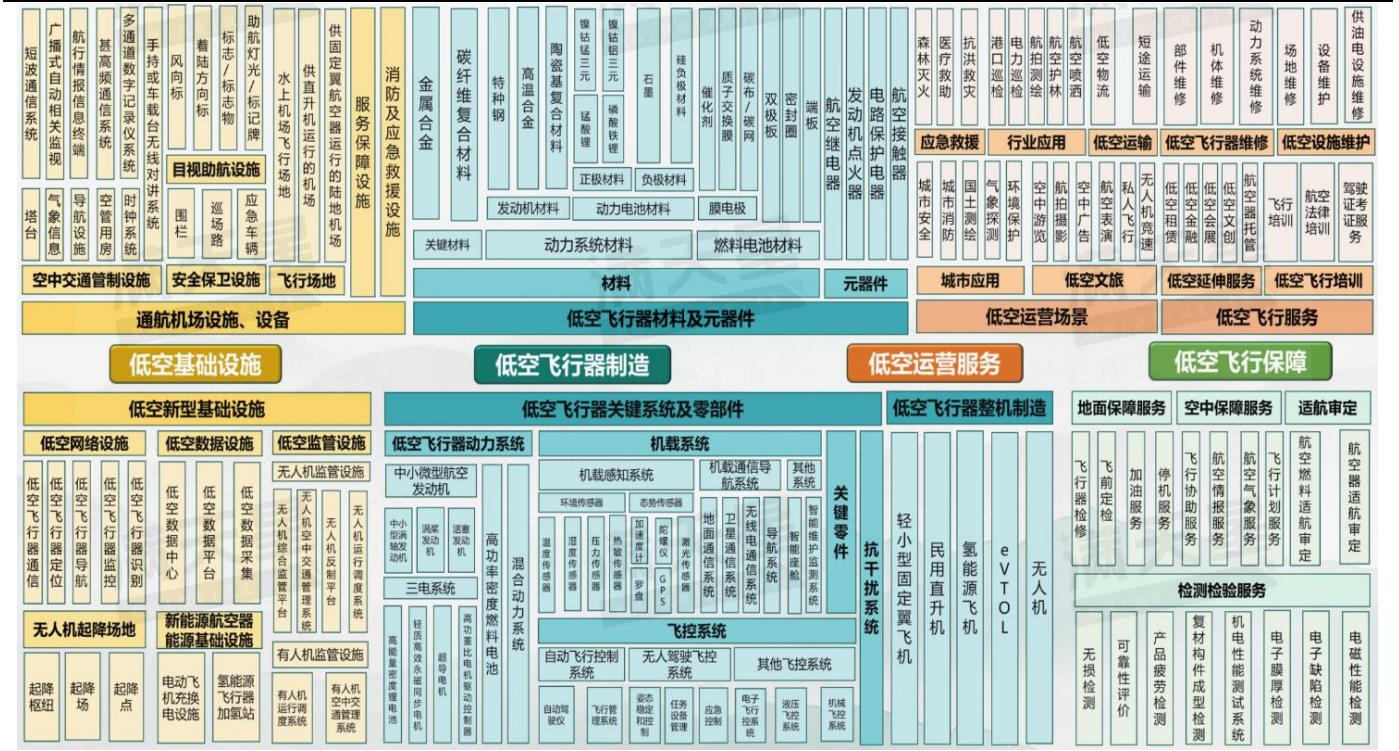 短波通信系统
广播式自动相关监视
航行情报信息终端
甚高频通信系统
多通道数字记录仪系统
手持或车载台无线对讲系统
风向标
着陆方向标
标志/标志物
助航灯光/标记牌
水上机场飞行场地
供直升机运行的机场
供固定翼航空器运行的陆地机场
服务保障设施
消防及应急救援设施
目视助航设施
塔台
气象信息
导航设施
空管用房
时钟系统
围栏
巡场路
应急车辆
空中交通管制设施
安全保卫设施
飞行场地
通航机场设施、设备
金属合金
碳纤维复合材料
特种钢
高温合金
陶瓷基复合材料
镍钴锰三元
镍钴铝三元
锰酸锂
磷酸铁锂
石墨
硅负极材料
催化剂
质子交换膜
碳布/碳网
双极板
密封圈
端板
航空继电器
发动机点火器
电路保护电器
航空接触器
正极材料
负极材料
发动机材料
动力电池材料
膜电极
关键材料
动力系统材料
燃料电池材料
材料
元器件
低空飞行器材料及元器件
森林灭火
医疗救助
抗洪救灾
港口巡检
电力巡检
航拍测绘
航空护林
航空喷洒
低空物流
短途运输
部件维修
机体维修
动力系统维修
场地维修
设备维护
供油电设施维修
应急救援
行业应用
低空运输
低空飞行器维修
低空设施维护
城市安全
城市消防
国土测绘
气象探测
环境保护
空中游览
航拍摄影
空中广告
航空表演
私人飞行
无人机竞速
低空租赁
低空金融
低空会展
低空文创
航空器托管
飞行培训
航空法律培训
驾驶证考证服务
城市应用
低空文旅
低空延伸服务
低空飞行培训
低空运营场景
低空飞行服务
低空基础设施
低空飞行器制造
低空运营服务
低空飞行保障
低空新型基础设施
低空网络设施
低空数据设施
低空监管设施
低空飞行器通信
低空飞行器定位
低空飞行器导航
低空飞行器监控
低空飞行器识别
低空数据中心
低空数据平台
低空数据采集
无人机监管设施
无人机综合监管平台
无人机空中交通管理系统
无人机反制平台
无人机运行调度系统
无人机起降场地
新能源航空器能源基础设施
有人机监管设施
起降枢纽
起降场
起降点
电动飞机充换电设施
氢能源飞行器加氢站
有人机运行调度系统
有人机空中交通管理系统
低空飞行器关键系统及零部件
低空飞行器动力系统
中小微型航空发动机
中小型涡轴发动机
涡桨发动机
活塞发动机
三电系统
高能量密度锂电池
轻质高效永磁同步电机
超导电机
高功重比电机驱动控制器
高功率密度燃料电池
混合动力系统
机载系统
机载感知系统
机载通信导航系统
其他系统
环境传感器
态势传感器
温度传感器
湿度传感器
压力传感器
热敏传感器
加速度计
罗盘
陀螺仪
GPS
激光传感器
地面通信系统
卫星通信系统
无线电通信系统
导航系统
智能座舱
智能维护监测系统
飞控系统
自动飞行控制系统
无人驾驶飞控系统
其他飞控系统
自动驾驶仪
飞行管理系统
姿态稳定和控制
任务设备管理
应急控制
电子飞行控系统
液压飞控系统
机械飞控系统
关键零件
抗干扰系统
低空飞行器整机制造
轻小型固定翼飞机
民用直升机
氢能源飞机
eVTOL
无人机
地面保障服务
空中保障服务
适航审定
飞行器检修
飞前定检
加油服务
停机服务
飞行协助服务
航空情报服务
航空气象服务
飞行计划服务
航空燃料适航审定
航空器适航审定
检测检验服务
无损检测
可靠性评价
产品疲劳检测
复材构件成型检测
机电性能测试系统
电子膜厚检测
电子缺陷检测
电磁性能检测
满天星